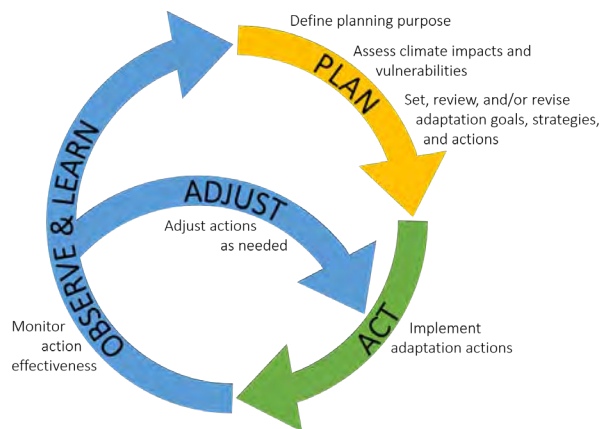 Define planning purpose
PLAN
Assess climate impacts and
vulnerabilities
Set, review, and/or revise
adaptation goals, strategies,
and actions
OBSERVE & LEARN
ADJUST
Adjust actions
as needed
ACT
Implement
adaptation actions
Monitor
action
effectiveness